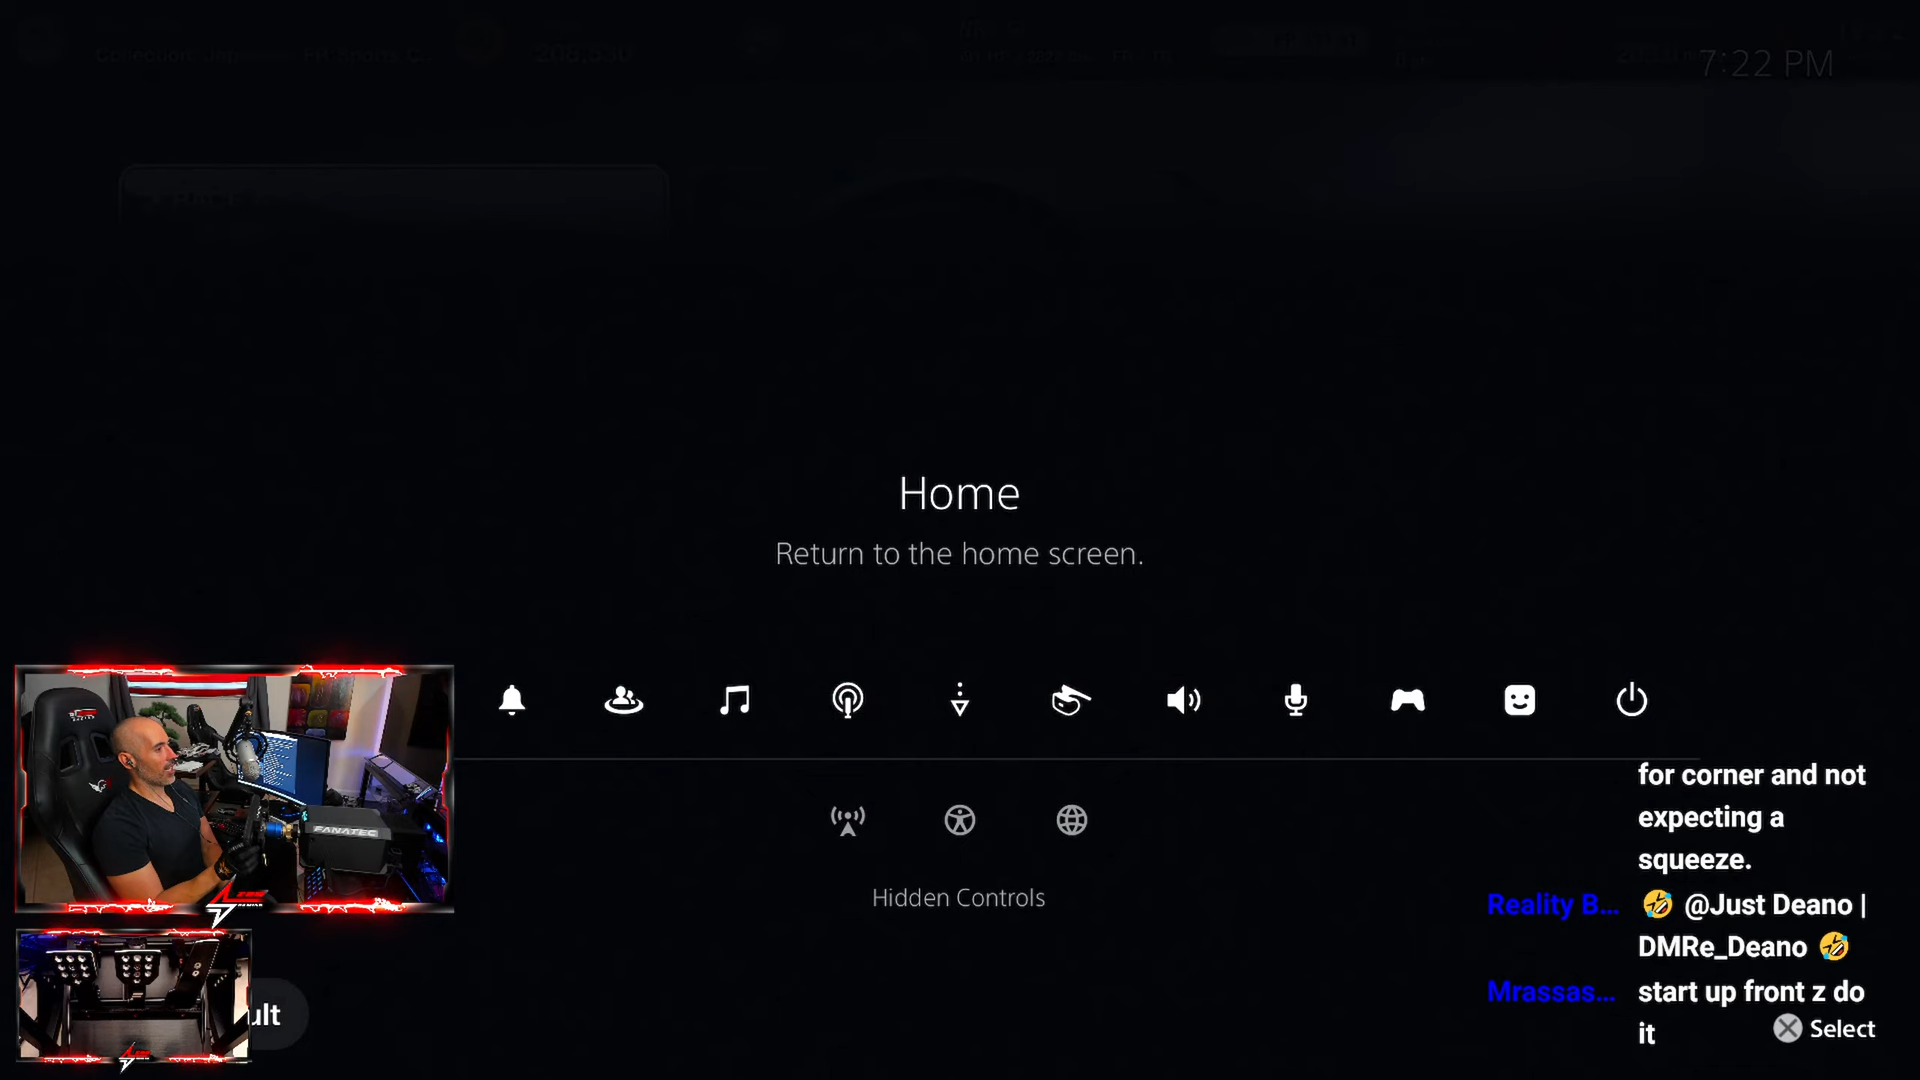 7:22 PM
Home
Return to the home screen.
FANATEC
for corner and not
expecting a
squeeze.
Hidden Controls
Reality B... 🤣 @Just Deano |
DMRe_Deano 🤣
Mrassas... start up front z do
it
ult
Select